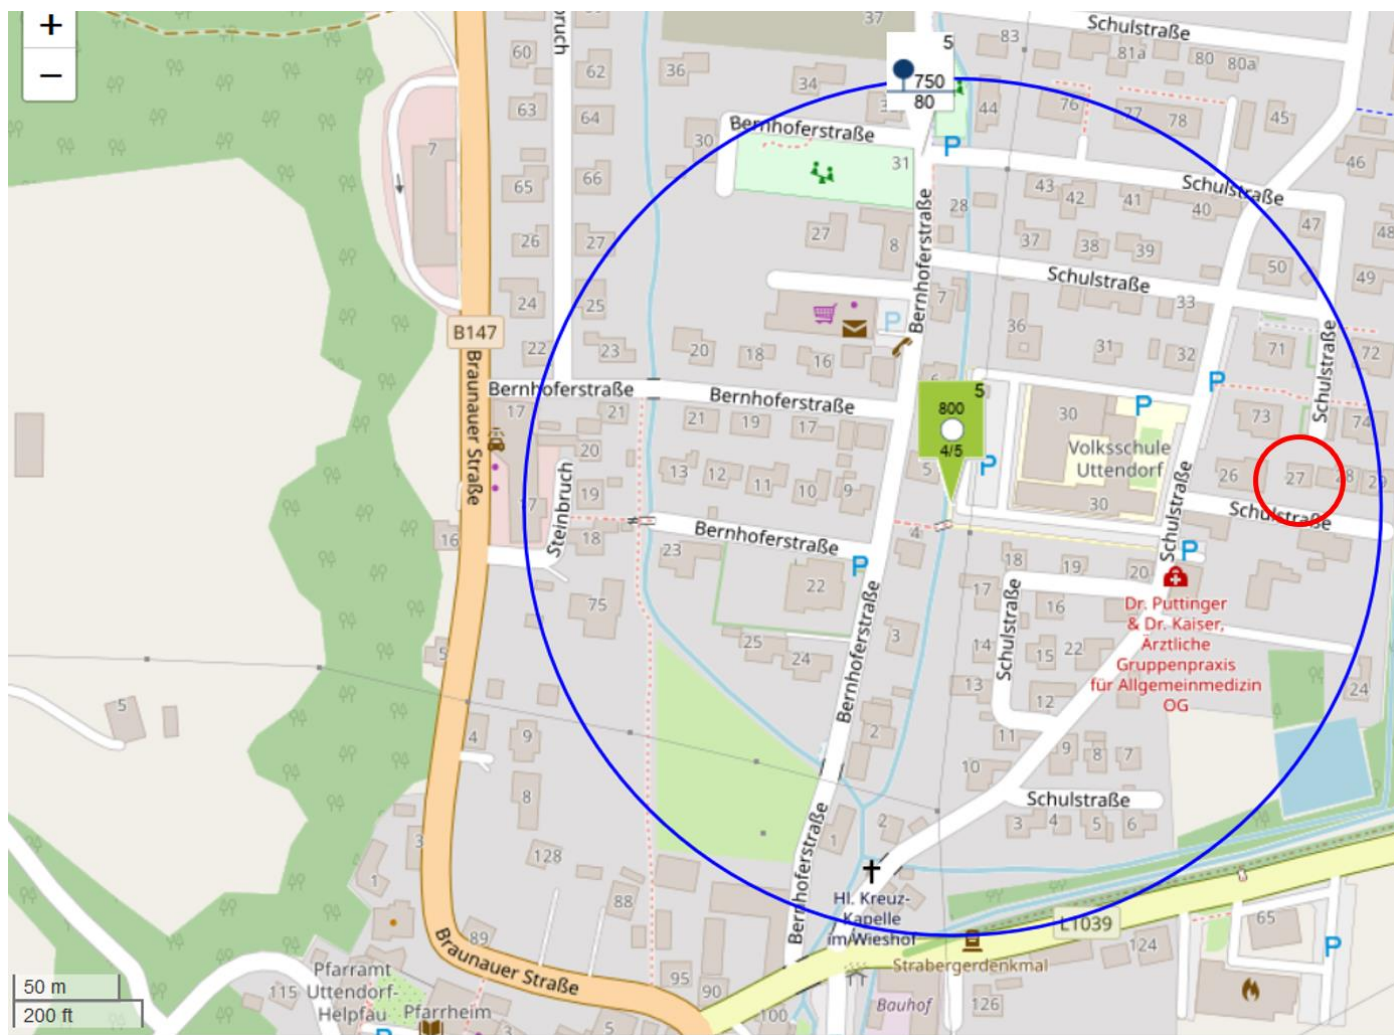 +
−
bruch
37
5
750
80
Schulstraße
83
81a
80
80a
60
62
36
34
44
76
77
78
45
63
64
Bernhoferstraße
P
46
7
30
31
65
66
Schulstraße
43
42
41
40
28
47
48
26
27
27
8
Bernhoferstraße
37
38
39
50
49
24
25
Schulstraße
33
7
P
36
B147
22
23
20
18
16
31
32
71
72
Schulstraße
Braunauer Straße
Bernhoferstraße
Bernhoferstraße
6
5
800
4/5
P
P
17
21
21
19
17
30
Volksschule
Uttendorf
73
74
20
13
12
11
10
9
5
P
26
27
28
29
17
19
Steinbruch
30
Schulstraße
Schulstraße
16
18
Bernhoferstraße
4
23
P
P
18
19
20
22
17
75
16
Schulstraße
Dr. Puttinger
& Dr. Kaiser,
Ärztliche
Gruppenpraxis
für Allgemeinmedizin
OG
5
25
24
3
14
15
22
Bernhoferstraße
13
12
24
5
4
9
2
11
9
8
7
10
8
Schulstraße
3
4
5
6
1
2
3
128
Bernhoferstraße
1
88
Hl. Kreuz-
Kapelle
im Wieshof
L1039
65
P
89
Braunauer Straße
124
Strabergerdenkmal
50 m
200 ft
115
Pfarramt
Uttendorf-
Helpfau
Pfarrheim
95
90
100
Bauhof
126
3
5
P